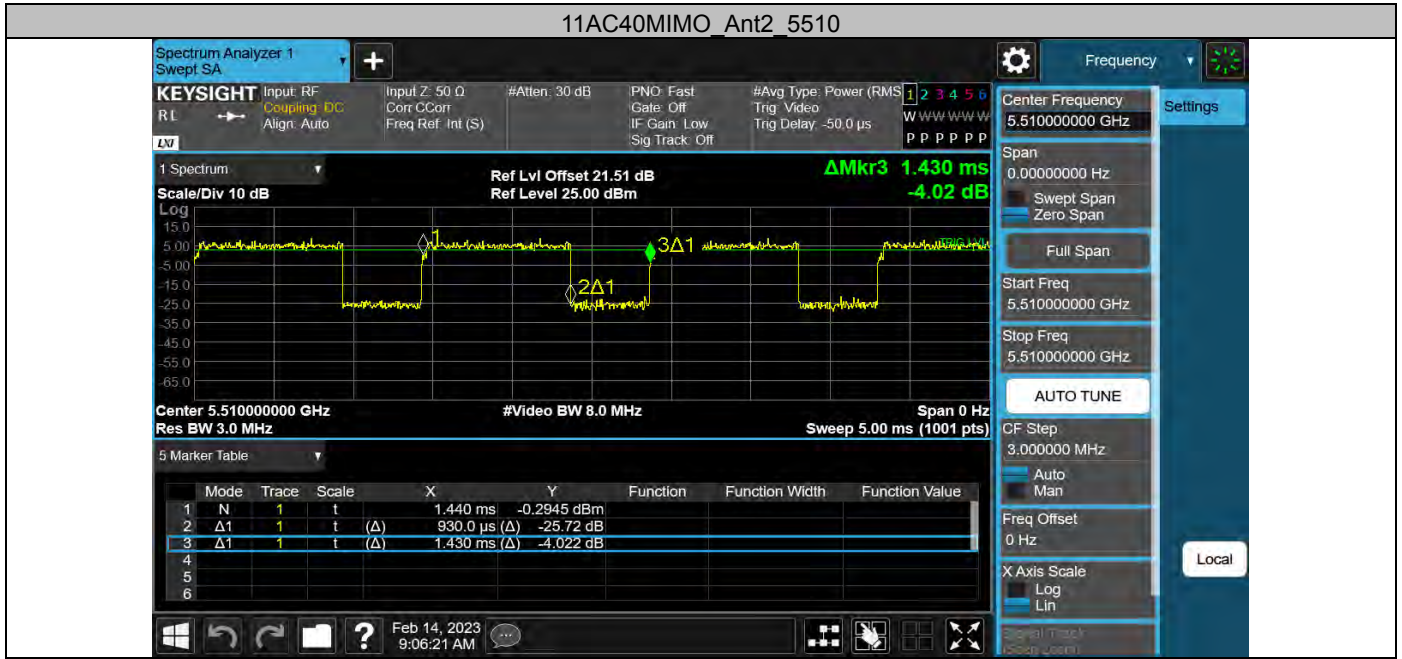 11AC40MIMO_Ant2_5510
Spectrum Analyzer 1
Swept SA
+
Frequency
KEYSIGHT
RL
LXI
Input: RF
Coupling: DC
Align: Auto
Input Z: 50 Ω
Corr CCorr
Freq Ref: Int (S)
#Atten: 30 dB
PNO: Fast
Gate: Off
IF Gain: Low
Sig Track: Off
#Avg Type: Power (RMS
Trig: Video
Trig Delay: -50.0 µs
1 2 3 4 5 6
W W W W W W
P P P P P P
1 Spectrum
Scale/Div 10 dB
Ref Lvl Offset 21.51 dB
Ref Level 25.00 dBm
ΔMkr3 1.430 ms
-4.02 dB
Log
15.0
5.00
-5.00
-15.0
-25.0
-35.0
-45.0
-55.0
-65.0
1
2Δ1
3Δ1
TRIG LVL
Center 5.510000000 GHz
#Video BW 8.0 MHz
Span 0 Hz
Res BW 3.0 MHz
Sweep 5.00 ms (1001 pts)
5 Marker Table
Mode Trace Scale X Y Function Function Width Function Value
1 N 1 t 1.440 ms -0.2945 dBm
2 Δ1 1 t (Δ) 930.0 µs (Δ) -25.72 dB
3 Δ1 1 t (Δ) 1.430 ms (Δ) -4.022 dB
4
5
6
?
Feb 14, 2023
9:06:21 AM
Center Frequency
5.510000000 GHz
Span
0.00000000 Hz
Swept Span
Zero Span
Full Span
Start Freq
5.510000000 GHz
Stop Freq
5.510000000 GHz
AUTO TUNE
CF Step
3.000000 MHz
Auto
Man
Freq Offset
0 Hz
X Axis Scale
Log
Lin
Signal Track
(Span Zoom)
Settings
Local